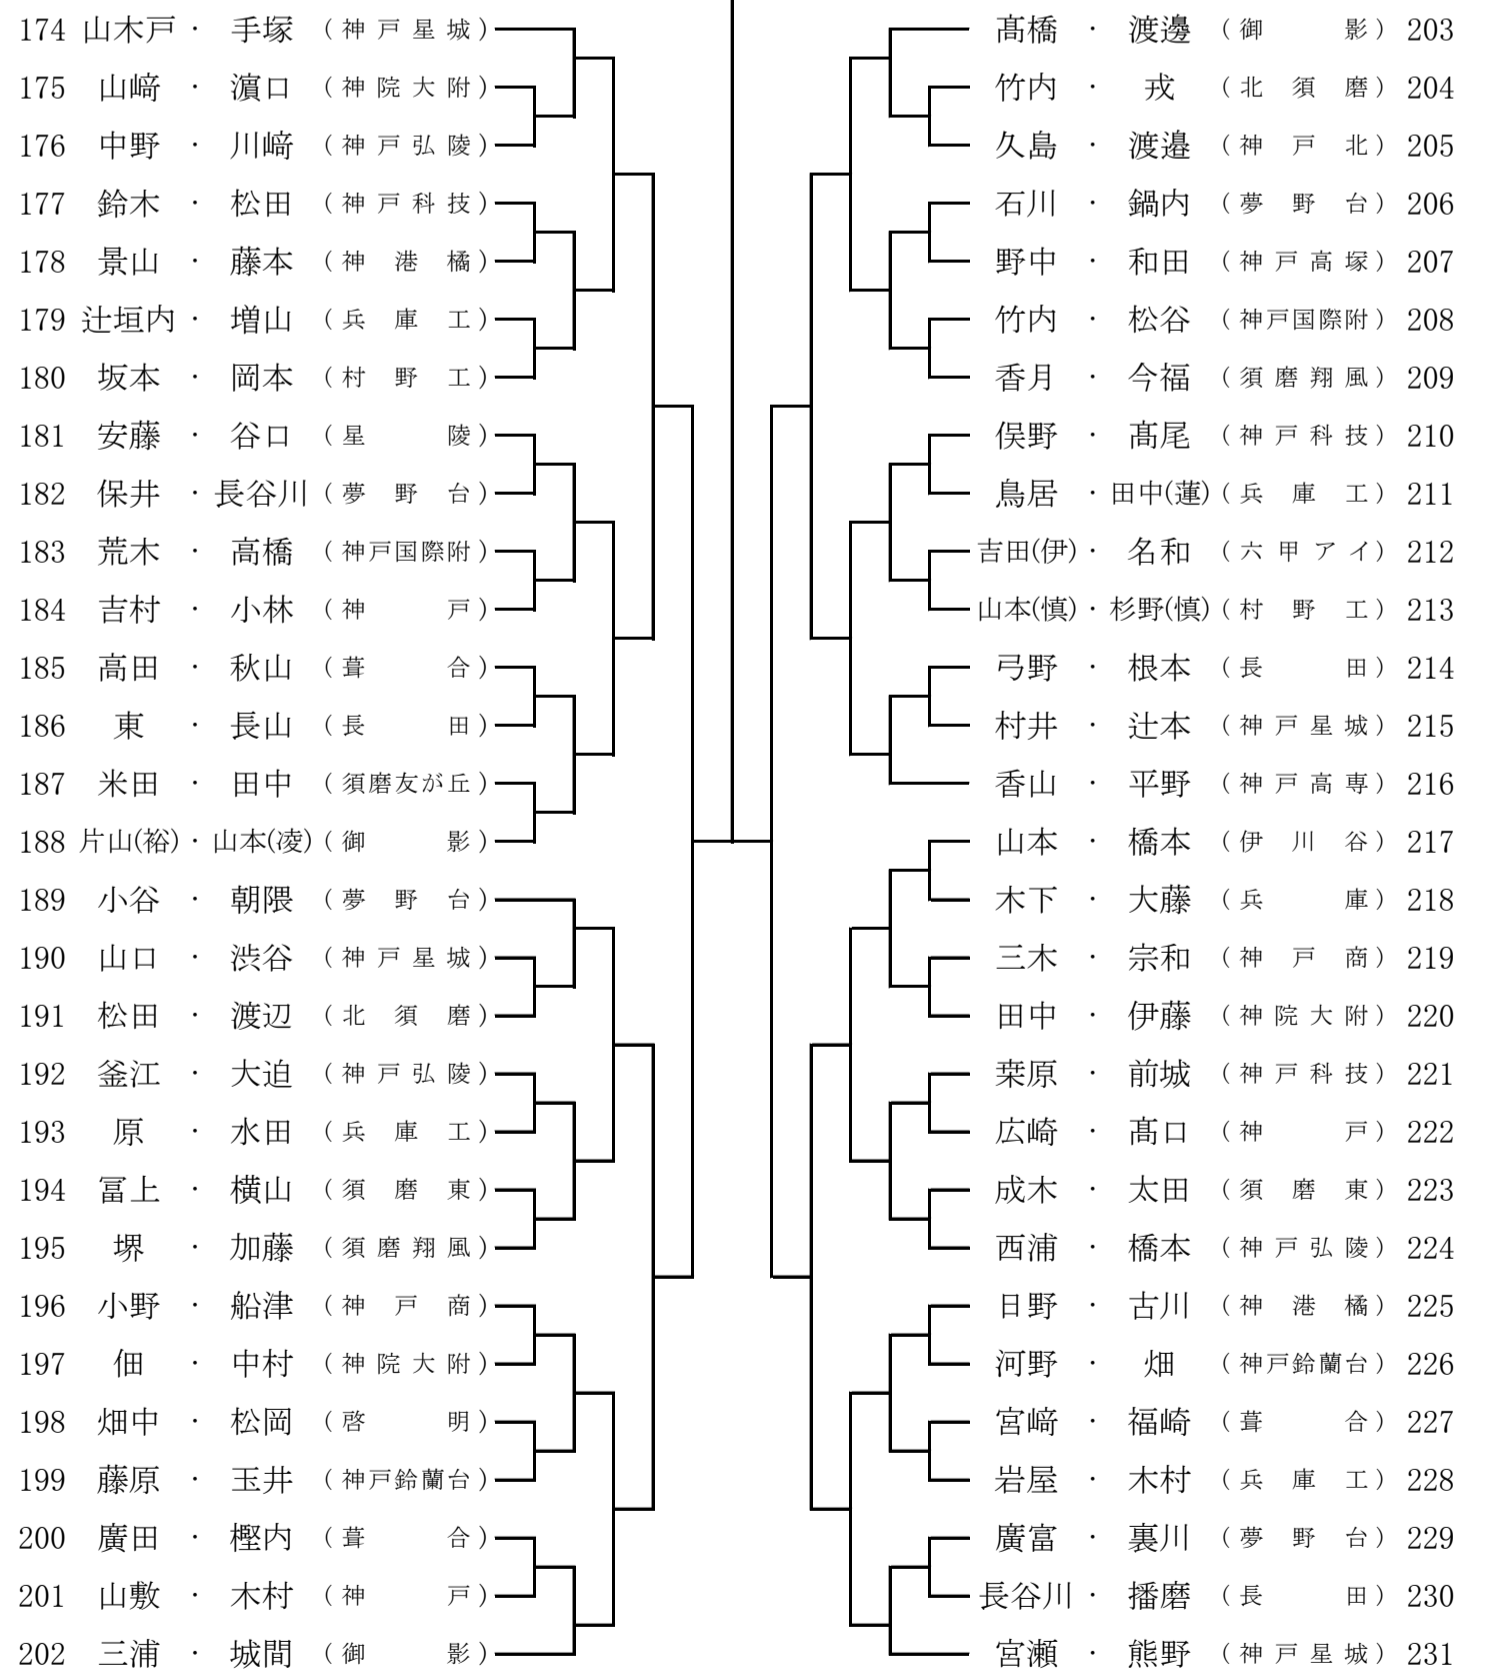 174 山木戸・手塚（神戸星城）
175 山﨑・濵口（神院大附）
176 中野・川﨑（神戸弘陵）
177 鈴木・松田（神戸科技）
178 景山・藤本（神港橘）
179 辻垣内・増山（兵庫工）
180 坂本・岡本（村野工）
181 安藤・谷口（星陵）
182 保井・長谷川（夢野台）
183 荒木・高橋（神戸国際附）
184 吉村・小林（神戸）
185 高田・秋山（葺合）
186 東・長山（長田）
187 米田・田中（須磨友が丘）
188 片山(裕)・山本(凌)（御影）
189 小谷・朝隈（夢野台）
190 山口・渋谷（神戸星城）
191 松田・渡辺（北須磨）
192 釜江・大迫（神戸弘陵）
193 原・水田（兵庫工）
194 冨上・横山（須磨東）
195 堺・加藤（須磨翔風）
196 小野・船津（神戸商）
197 佃・中村（神院大附）
198 畑中・松岡（啓明）
199 藤原・玉井（神戸鈴蘭台）
200 廣田・樫内（葺合）
201 山敷・木村（神戸）
202 三浦・城間（御影）
髙橋・渡邊（御影）203
竹内・戎（北須磨）204
久島・渡邉（神戸北）205
石川・鍋内（夢野台）206
野中・和田（神戸高塚）207
竹内・松谷（神戸国際附）208
香月・今福（須磨翔風）209
俣野・髙尾（神戸科技）210
鳥居・田中(蓮)（兵庫工）211
吉田(伊)・名和（六甲アイ）212
山本(慎)・杉野(慎)（村野工）213
弓野・根本（長田）214
村井・辻本（神戸星城）215
香山・平野（神戸高専）216
山本・橋本（伊川谷）217
木下・大藤（兵庫）218
三木・宗和（神戸商）219
田中・伊藤（神院大附）220
桒原・前城（神戸科技）221
広崎・髙口（神戸）222
成木・太田（須磨東）223
西浦・橋本（神戸弘陵）224
日野・古川（神港橘）225
河野・畑（神戸鈴蘭台）226
宮﨑・福崎（葺合）227
岩屋・木村（兵庫工）228
廣富・裏川（夢野台）229
長谷川・播磨（長田）230
宮瀬・熊野（神戸星城）231